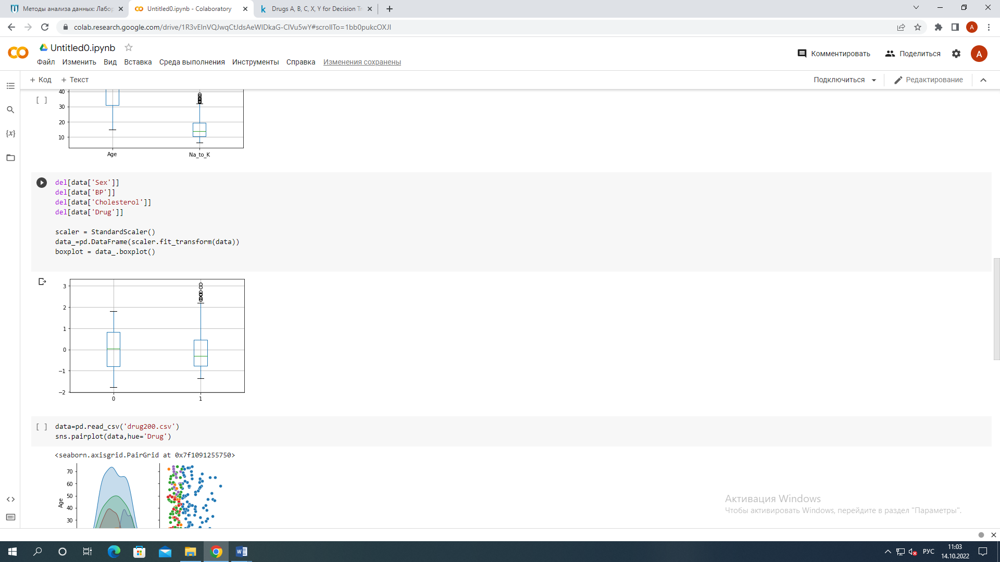 Методы анализа данных: Лабор
Untitled0.ipynb - Colaboratory
Drugs A, B, C, X, Y for Decision Tr
colab.research.google.com/drive/1R3vEInVQJwqCtJdsAeWIDkaG-ClVu5wY#scrollTo=1bb0pukcOXJI
A
CO
Untitled0.ipynb
Файл Изменить Вид Вставка Среда выполнения Инструменты Справка Изменения сохранены
Комментировать Поделиться A
+ Код + Текст
Подключиться Редактирование
[ ]
40
30
20
10
Age Na_to_K
{x}
del[data['Sex']]
del[data['BP']]
del[data['Cholesterol']]
del[data['Drug']]
scaler = StandardScaler()
data_=pd.DataFrame(scaler.fit_transform(data))
boxplot = data_.boxplot()
3
2
1
0
−1
−2
0 1
[ ] data=pd.read_csv('drug200.csv')
sns.pairplot(data,hue='Drug')
<seaborn.axisgrid.PairGrid at 0x7f1091255750>
70
60
50
40
30
Age
Активация Windows
Чтобы активировать Windows, перейдите в раздел "Параметры".
РУС
11:03
14.10.2022